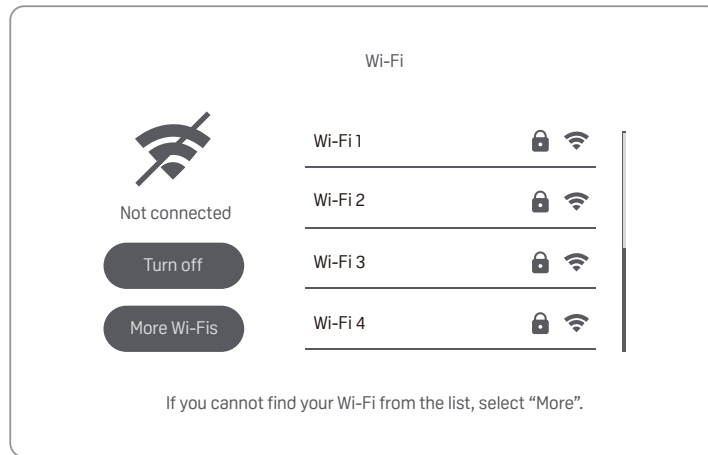 Wi-Fi
Not connected
Turn off
More Wi-Fis
Wi-Fi 1
Wi-Fi 2
Wi-Fi 3
Wi-Fi 4
If you cannot find your Wi-Fi from the list, select “More”.